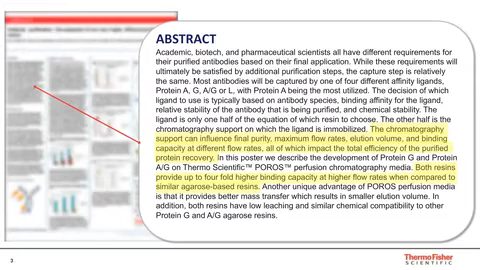 ABSTRACT
Academic, biotech, and pharmaceutical scientists all have different requirements for
their purified antibodies based on their final application. While these requirements will
ultimately be satisfied by additional purification steps, the capture step is relatively
the same. Most antibodies will be captured by one of four affinity ligands,
Protein A, G, A/G or L, with Protein A being the most utilized. The decision of which
ligand to use is typically based on antibody species, binding affinity for the ligand,
relative stability of the antibody that is being purified, and chemical stability. The
ligand is only one half of the equation of which resin to choose. The other half is the
chromatography support on which the ligand is immobilized. The chromatography
support can influence final purity, maximum flow rates, elution volume, and binding
capacity at different flow rates, all of which impact the total efficiency of the purified
protein recovery. In this poster we describe the development of Protein G and Protein
A/G on Thermo Scientific™ POROS™ perfusion chromatography media. Both resins
provide up to four fold higher binding capacity at higher flow rates when compared to
similar agarose-based resins. Another unique advantage of POROS perfusion media
is that it provides better mass transfer which results in smaller elution volume. In
addition, both resins have low leaching and similar chemical compatibility to other
Protein G and A/G agarose resins.
3
ThermoFisher
SCIENTIFIC